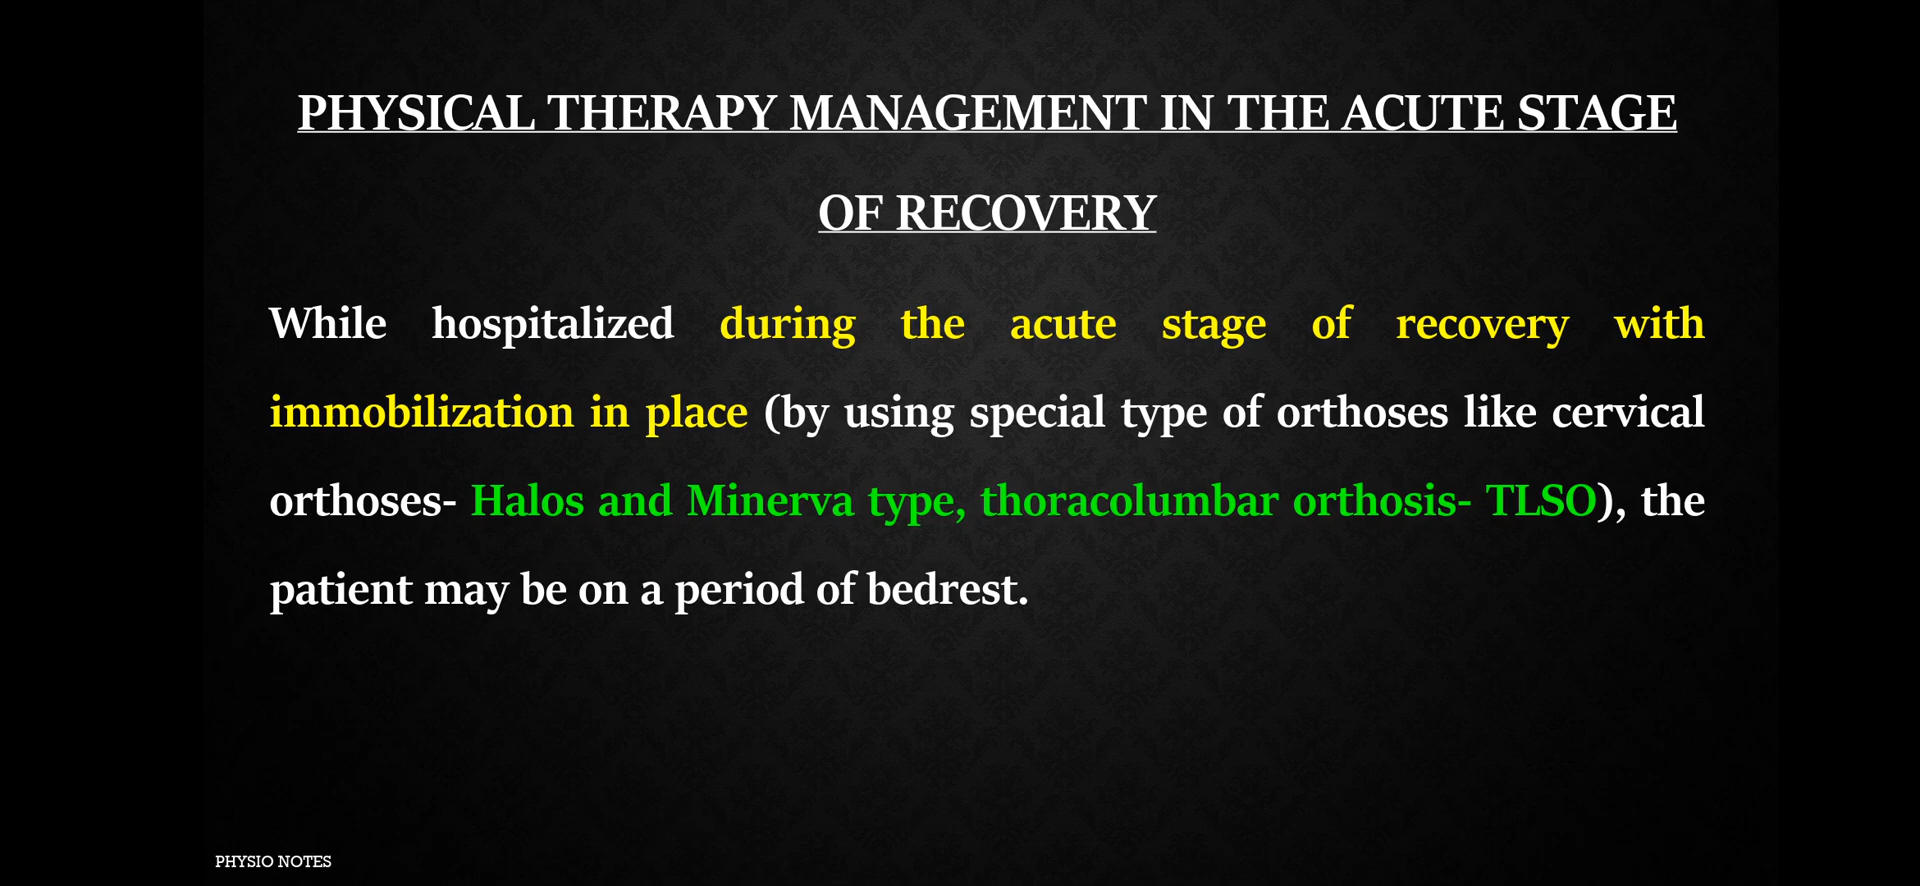 PHYSICAL THERAPY MANAGEMENT IN THE ACUTE STAGE
OF RECOVERY
While hospitalized during the acute stage of recovery with
immobilization in place (by using special type of orthoses like cervical
orthoses- Halos and Minerva type, thoracolumbar orthosis- TLSO), the
patient may be on a period of bedrest.
PHYSIO NOTES